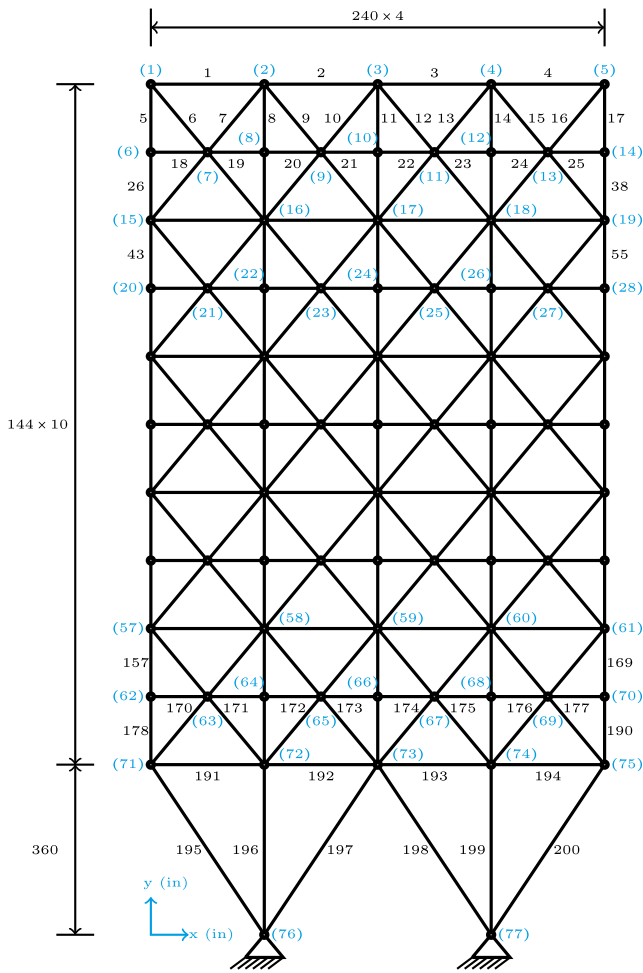 240 × 4
(1) 1 (2) 2 (3) 3 (4) 4 (5)
5 6 7 8 9 10 11 12 13 14 15 16 17
(6) (8) (10) (12) (14)
18 19 20 21 22 23 24 25
(7) (9) (11) (13)
26 38
(15) (16) (17) (18) (19)
43 55
(20) (22) (24) (26) (28)
(21) (23) (25) (27)
144 × 10
(57) (58) (59) (60) (61)
157 169
(62) (64) (66) (68) (70)
170 171 172 173 174 175 176 177
(63) (65) (67) (69)
178 190
(71) (72) (73) (74) (75)
191 192 193 194
360 195 196 197 198 199 200
y (in)
x (in) (76) (77)